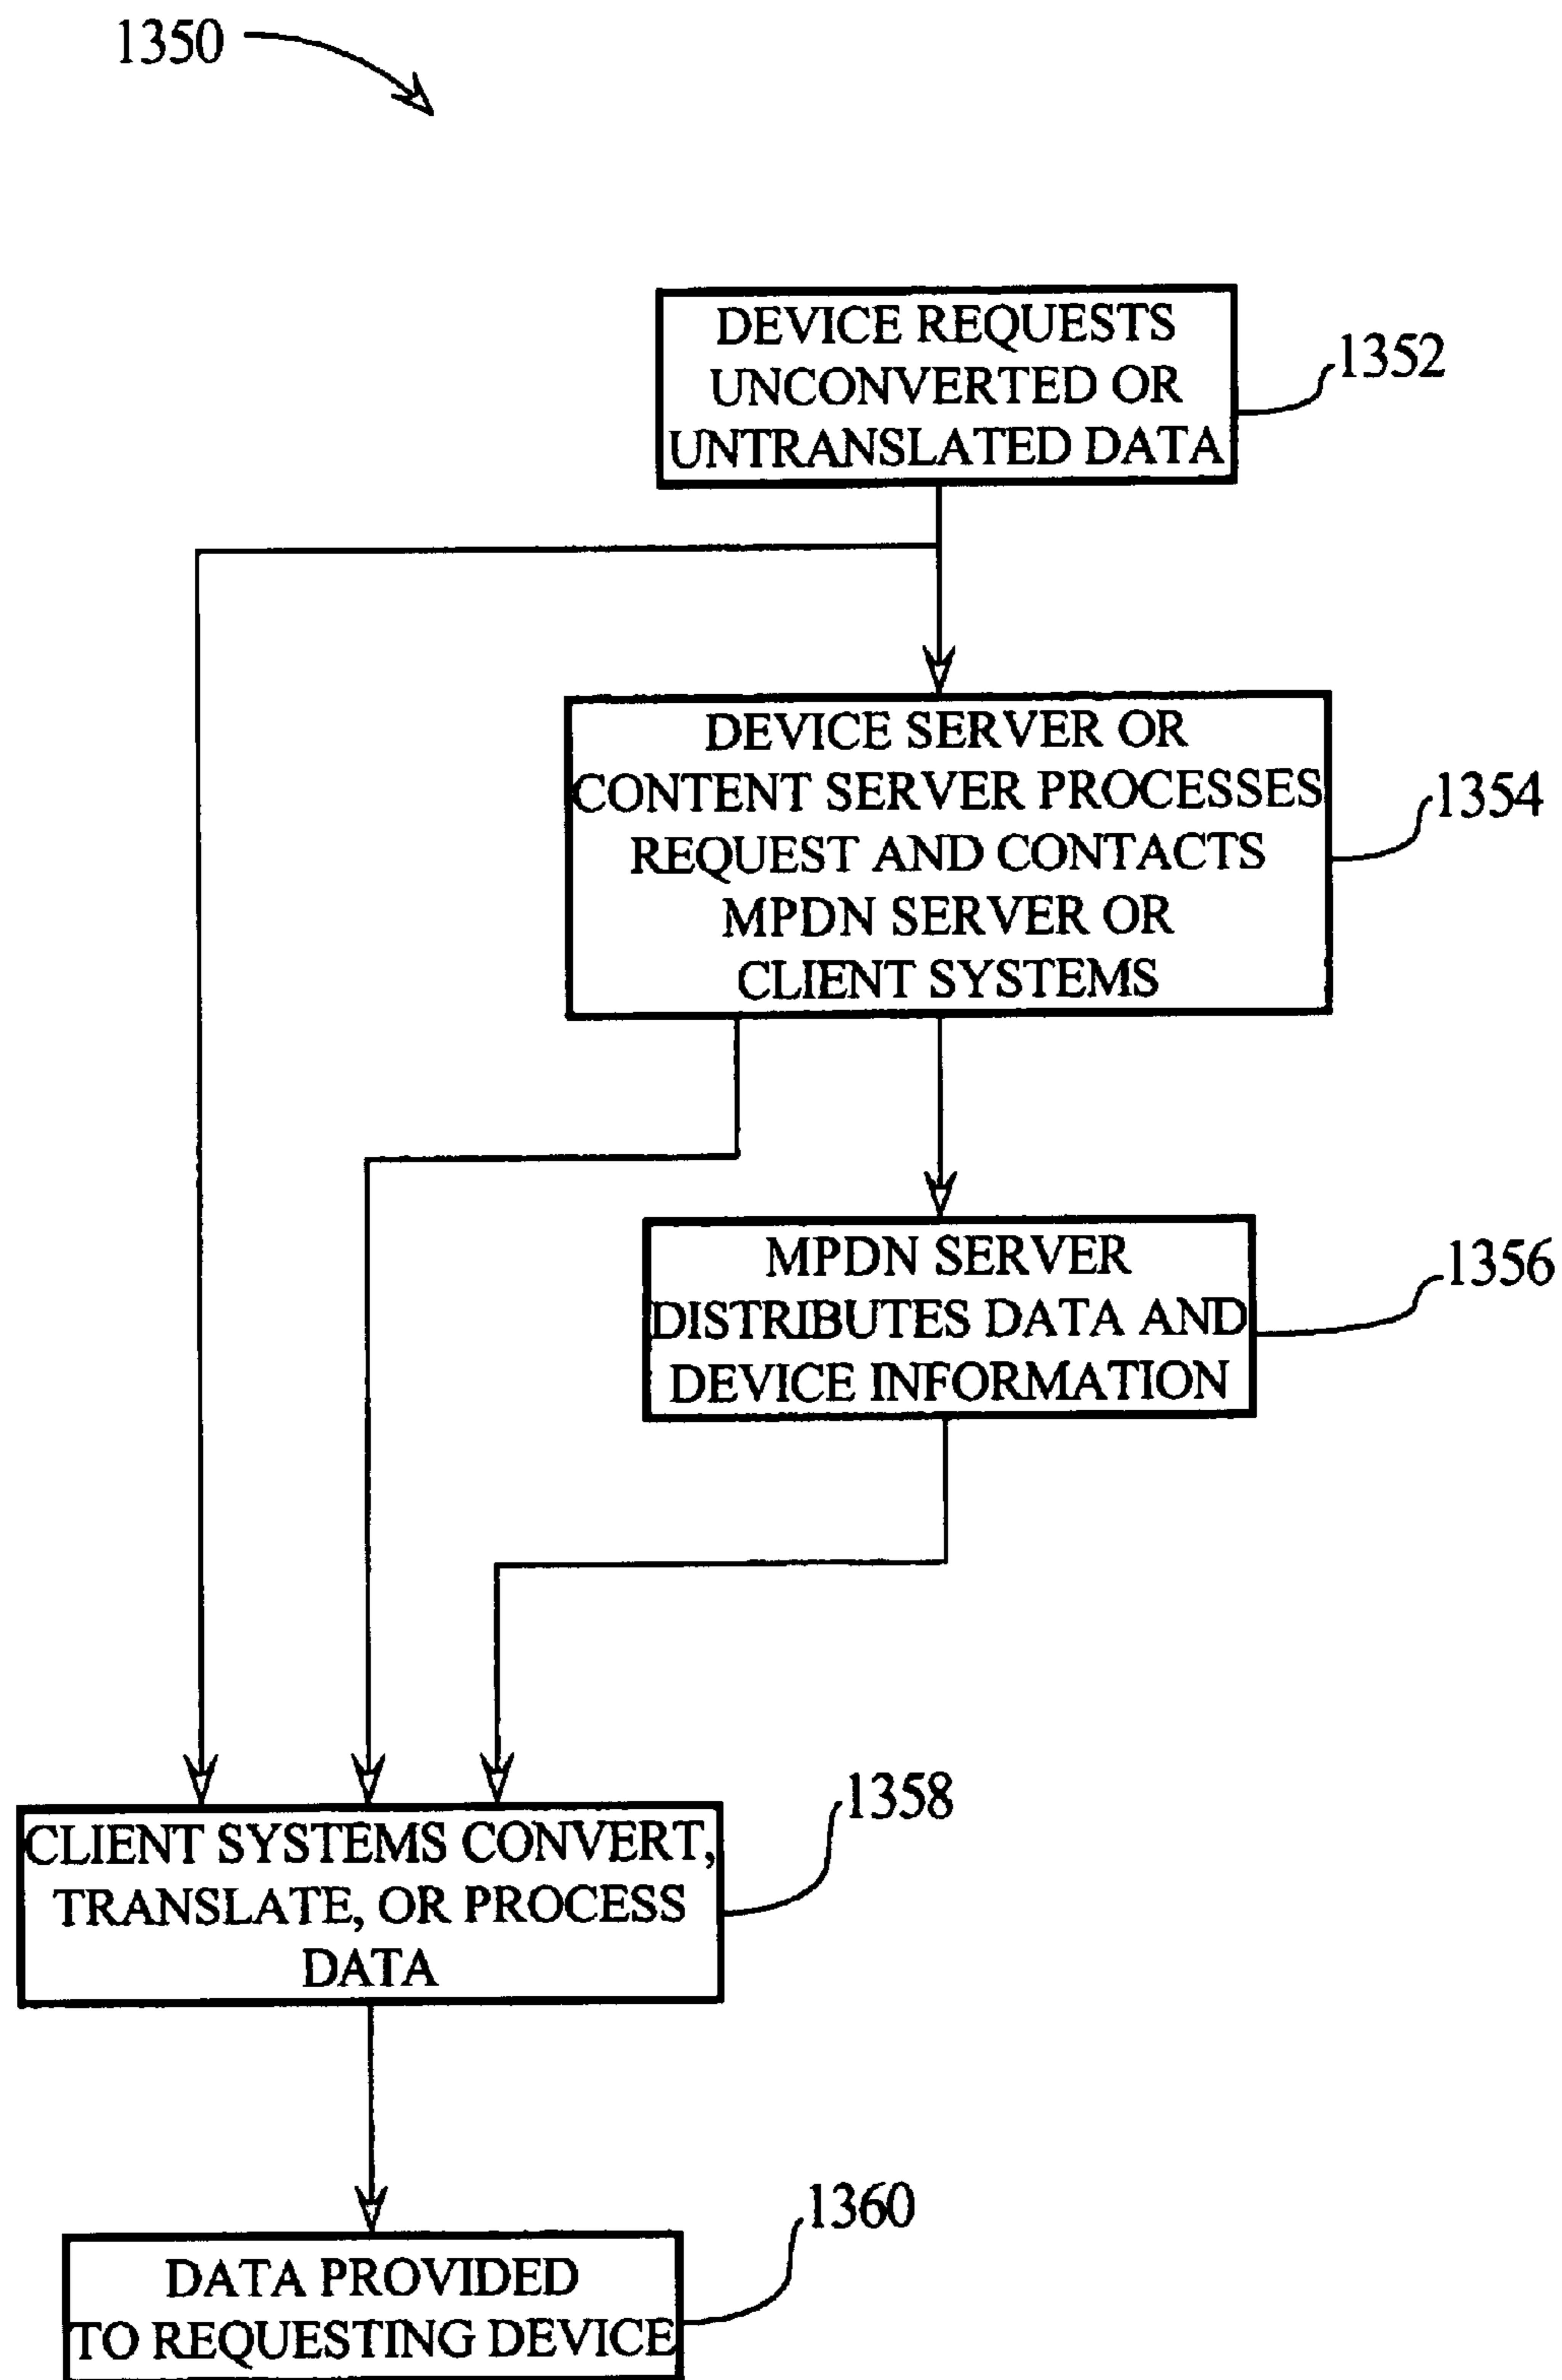 1350
DEVICE REQUESTS
UNCONVERTED OR
UNTRANSLATED DATA
1352
DEVICE SERVER OR
CONTENT SERVER PROCESSES
REQUEST AND CONTACTS
MPDN SERVER OR
CLIENT SYSTEMS
1354
MPDN SERVER
DISTRIBUTES DATA AND
DEVICE INFORMATION
1356
CLIENT SYSTEMS CONVERT,
TRANSLATE, OR PROCESS
DATA
1358
DATA PROVIDED
TO REQUESTING DEVICE
1360